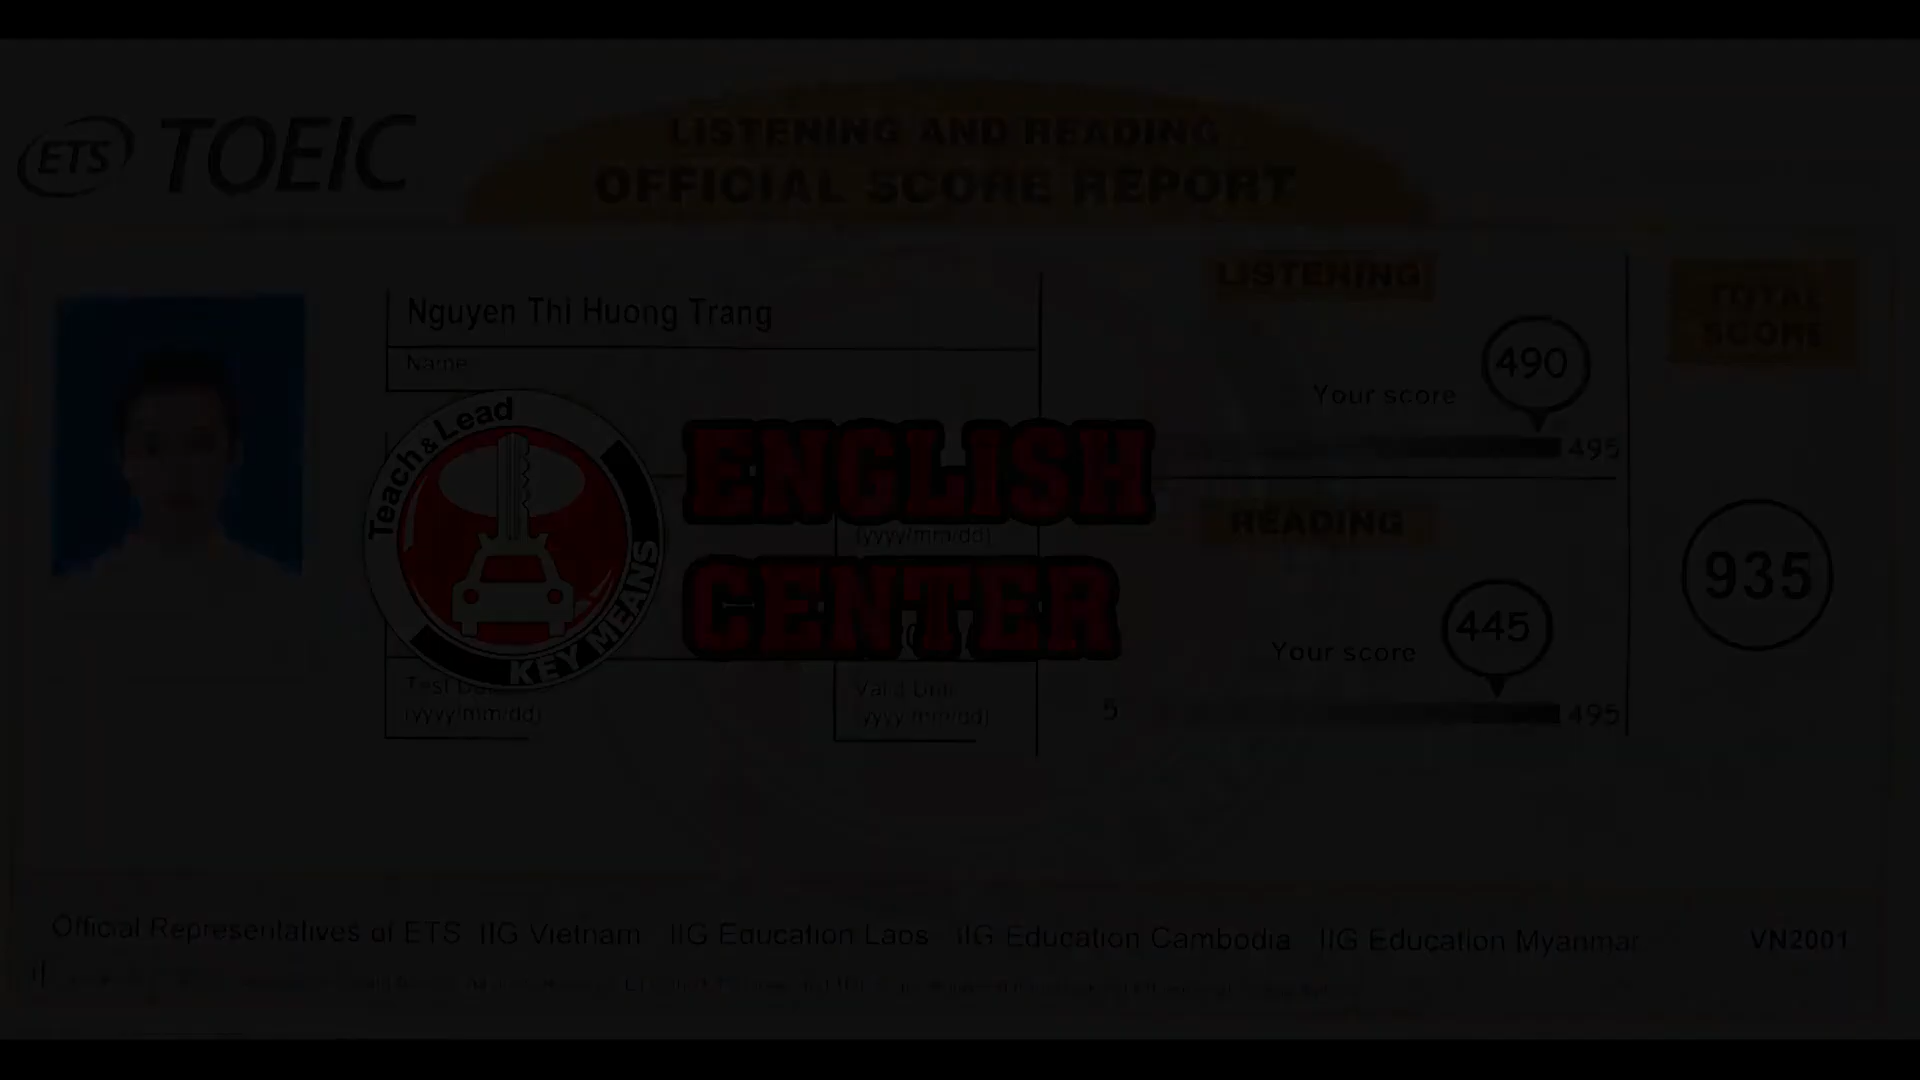 ETS TOEIC
LISTENING AND READING
OFFICIAL SCORE REPORT
Nguyen Thi Huong Trang
Name
LISTENING
TOTAL
SCORE
490
Your score
495
Teach & Lead
KEY MEANS
ENGLISH
CENTER
(yyyy/mm/dd)
READING
935
445
Your score
Test
(yyyy/mm/dd)
Valid
(yyyy/mm/dd)
5
495
Official Representatives of ETS IIG Vietnam IIG Education Laos IIG Education Cambodia IIG Education Myanmar
VN2001